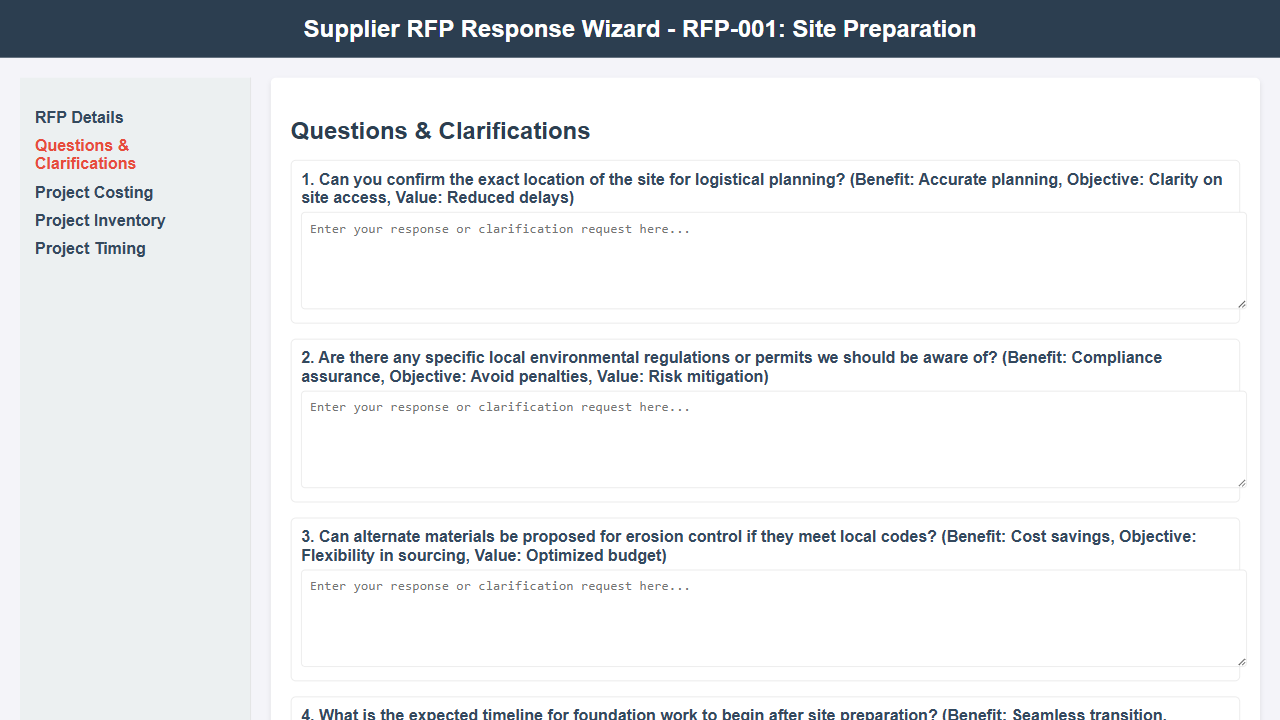 Supplier RFP Response Wizard - RFP-001: Site Preparation
RFP Details
Questions &
Clarifications
Project Costing
Project Inventory
Project Timing
Questions & Clarifications
1. Can you confirm the exact location of the site for logistical planning? (Benefit: Accurate planning, Objective: Clarity on
site access, Value: Reduced delays)
Enter your response or clarification request here...
2. Are there any specific local environmental regulations or permits we should be aware of? (Benefit: Compliance
assurance, Objective: Avoid penalties, Value: Risk mitigation)
Enter your response or clarification request here...
3. Can alternate materials be proposed for erosion control if they meet local codes? (Benefit: Cost savings, Objective:
Flexibility in sourcing, Value: Optimized budget)
Enter your response or clarification request here...
4. What is the expected timeline for foundation work to begin after site preparation? (Benefit: Seamless transition,